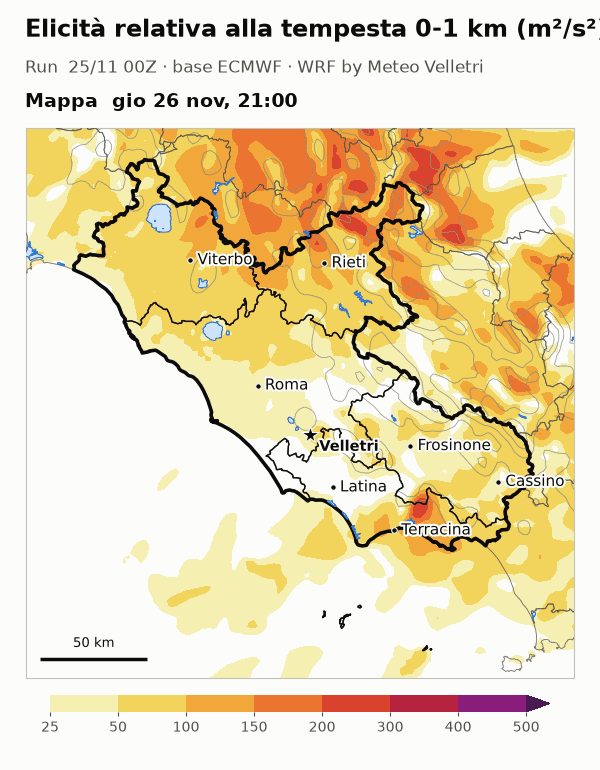 Elicità relativa alla tempesta 0-1 km (m²/s²)
Run  25/11 00Z · base ECMWF · WRF by Meteo Velletri
Mappa  gio 26 nov, 21:00
Viterbo
Rieti
Roma
Velletri
Frosinone
Latina
Cassino
Terracina
50 km
25 50 100 150 200 300 400 500